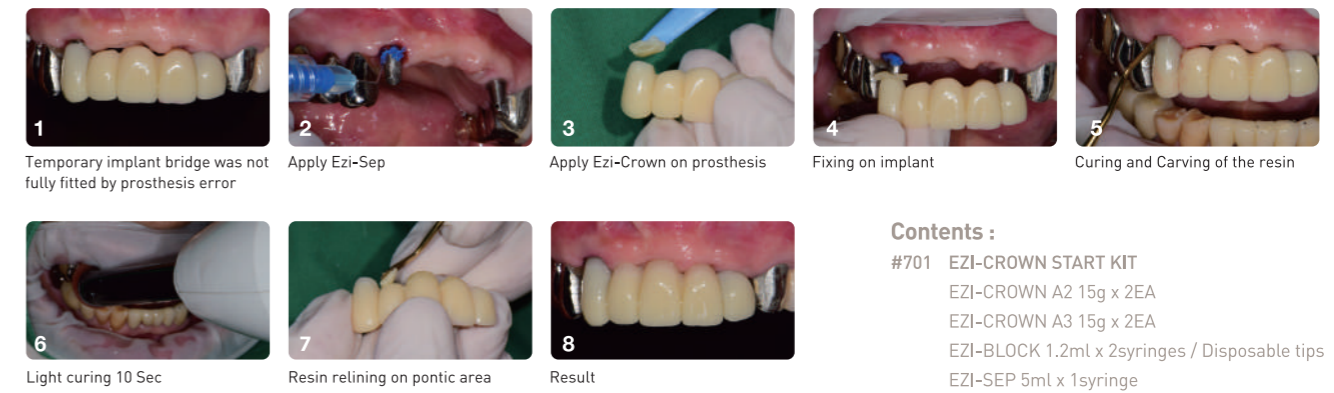 1
Temporary implant bridge was not
fully fitted by prosthesis error
2
Apply Ezi-Sep
3
Apply Ezi-Crown on prosthesis
4
Fixing on implant
5
Curing and Carving of the resin
6
Light curing 10 Sec
7
Resin relining on pontic area
8
Result
Contents :
#701 EZI-CROWN START KIT
EZI-CROWN A2 15g x 2EA
EZI-CROWN A3 15g x 2EA
EZI-BLOCK 1.2ml x 2syringes / Disposable tips
EZI-SEP 5ml x 1syringe